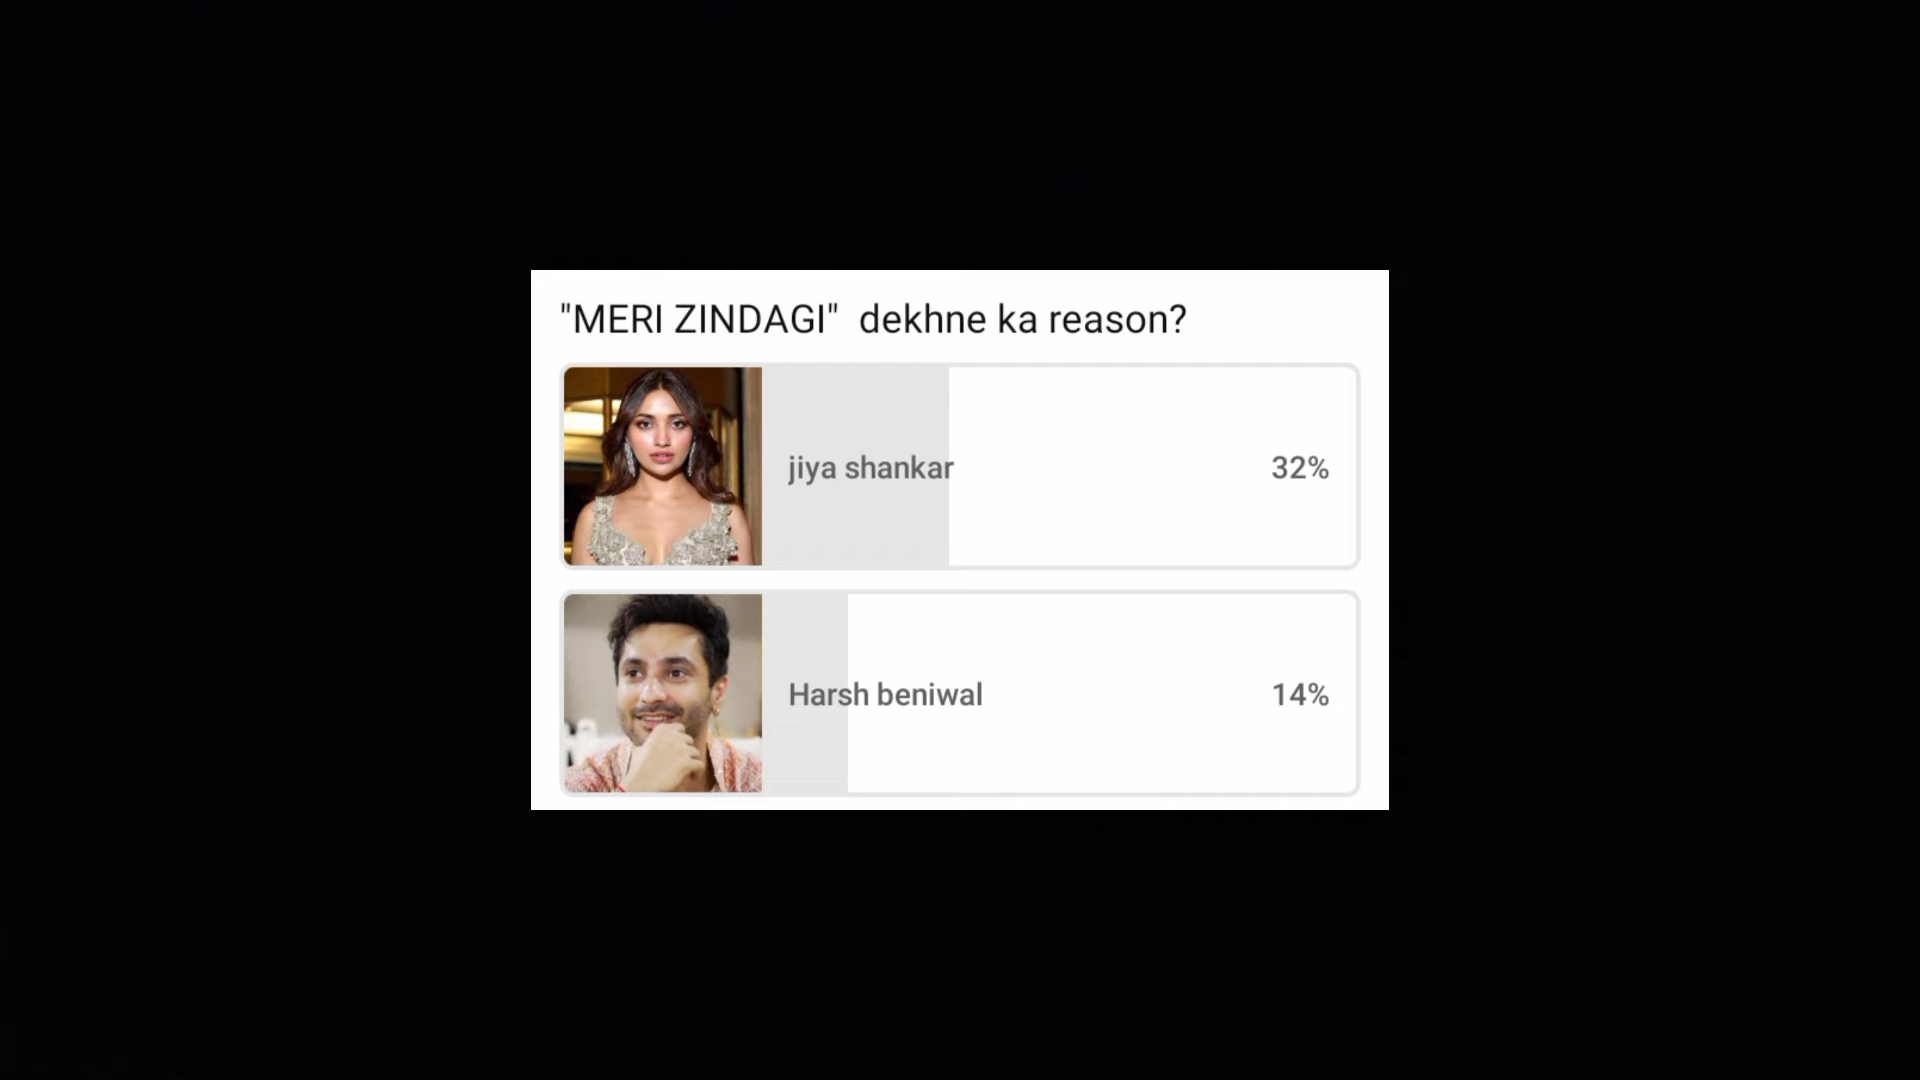 "MERI ZINDAGI" dekhne ka reason?
jiya shankar 32%
Harsh beniwal 14%